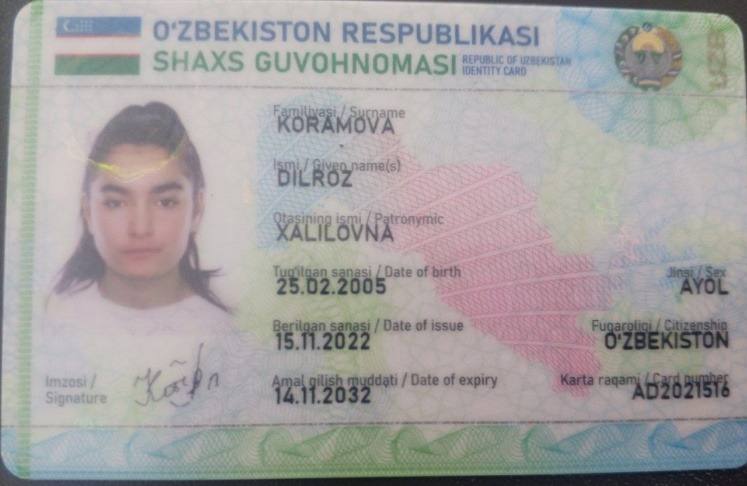 O‘ZBEKISTON RESPUBLIKASI
SHAXS GUVOHNOMASI REPUBLIC OF UZBEKISTAN IDENTITY CARD
UZB
Familiyasi / Surname
KORAMOVA
Ismi / Given name(s)
DILROZ
Otasining ismi / Patronymic
XALILOVNA
Tug‘ilgan sanasi / Date of birth
25.02.2005
Jinsi / Sex
AYOL
Berilgan sanasi / Date of issue
15.11.2022
Fuqaroligi / Citizenship
O‘ZBEKISTON
Amal qilish muddati / Date of expiry
14.11.2032
Karta raqami / Card number
AD2021516
Imzosi /
Signature